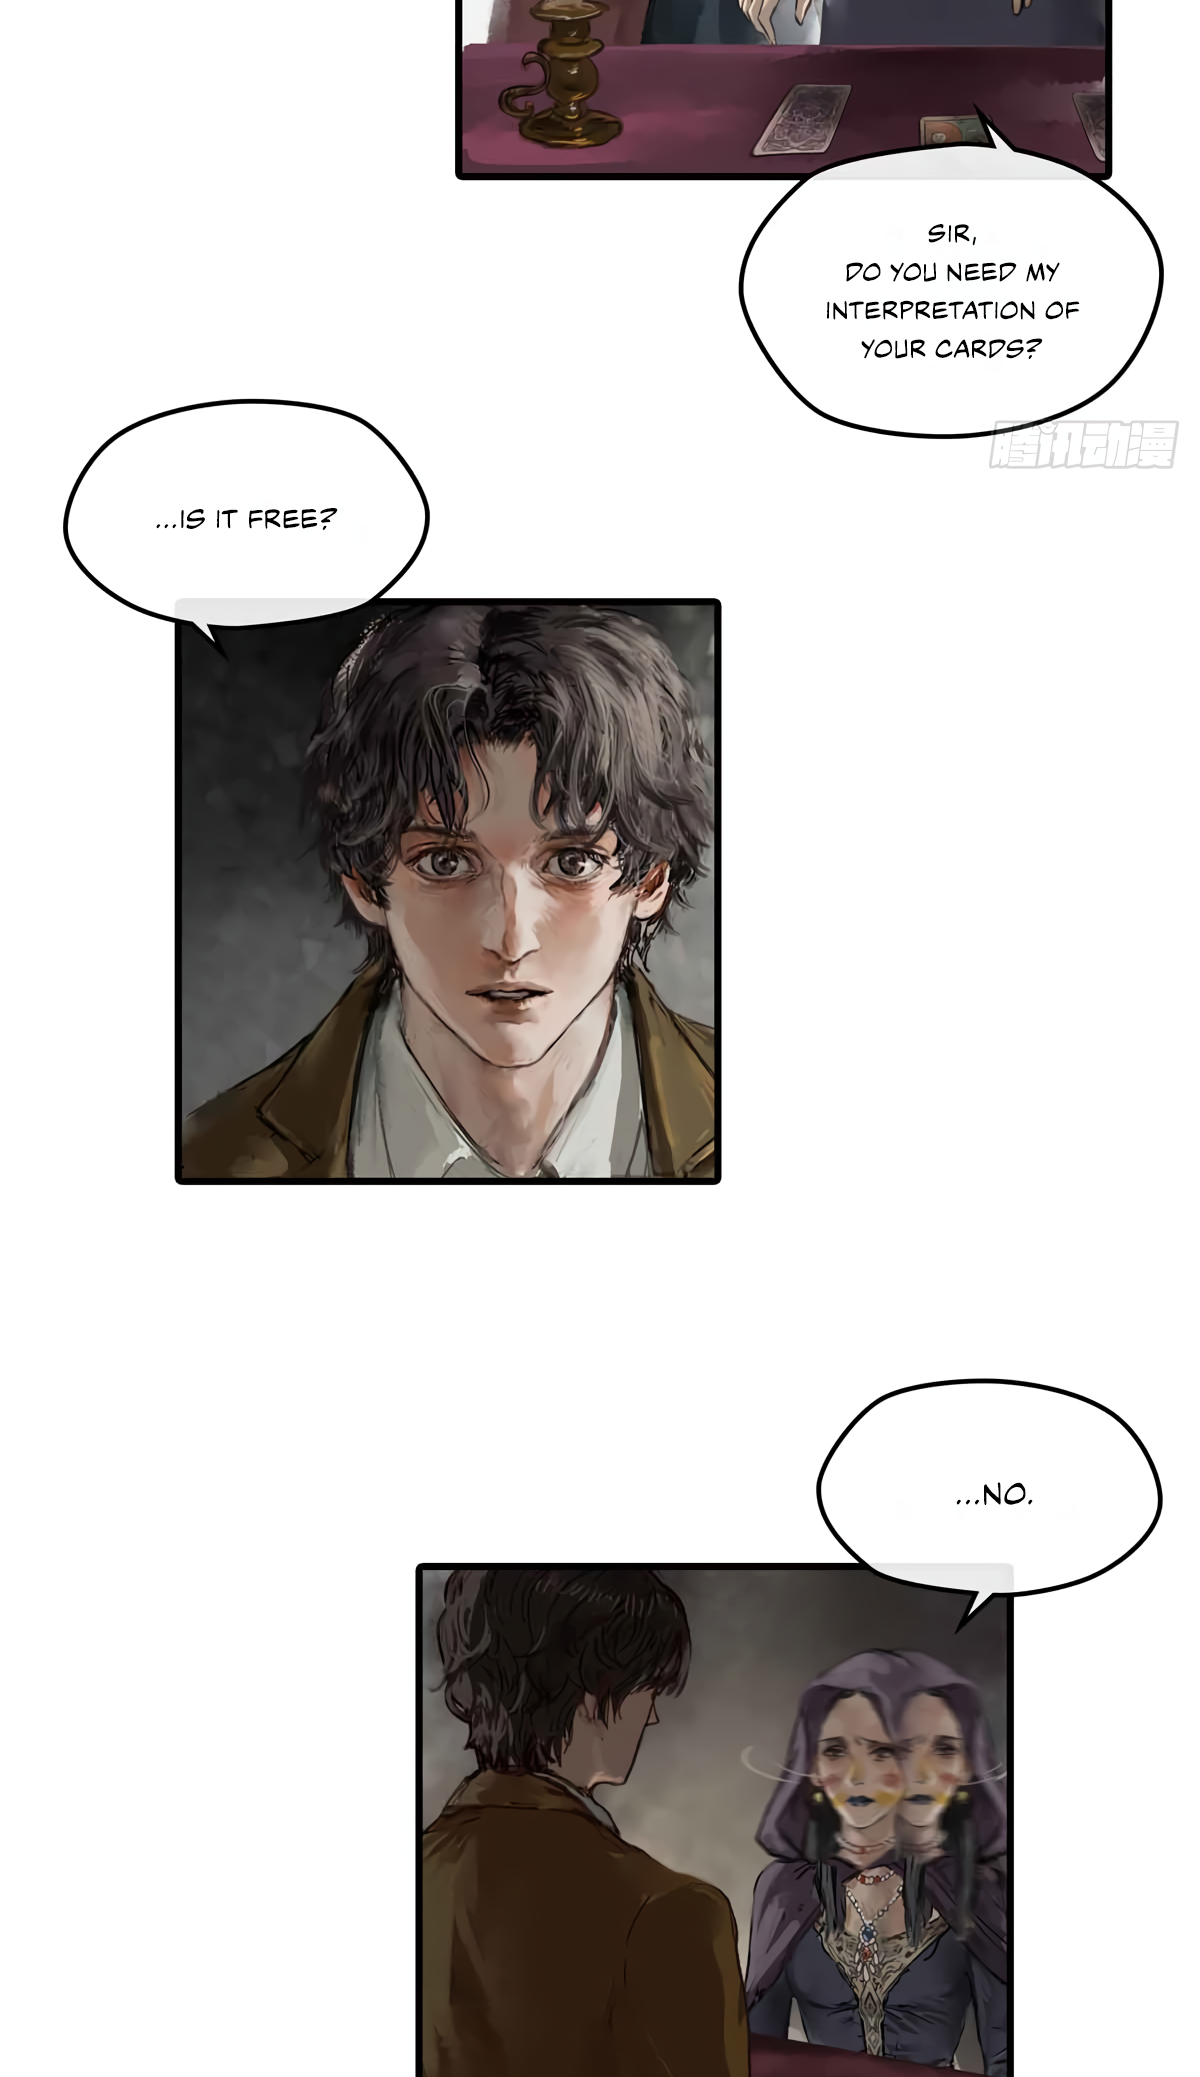 SIR,
DO YOU NEED MY
INTERPRETATION OF
YOUR CARDS?
腾讯动漫
...IS IT FREE?
...NO.